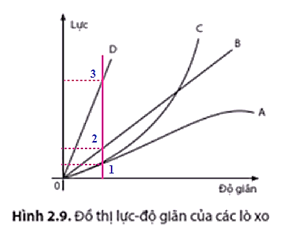 Lực
C
D
B
3
2
A
1
0
Độ giãn
Hình 2.9. Đồ thị lực-độ giãn của các lò xo